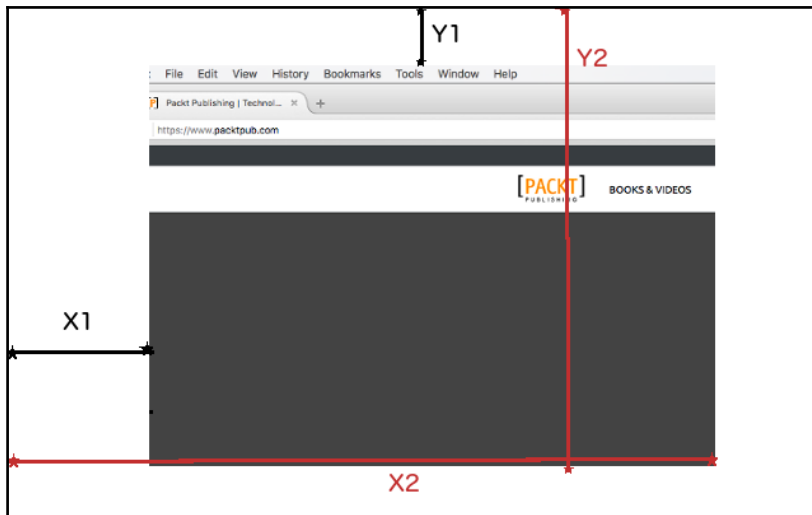 Y1
Y2
File Edit View History Bookmarks Tools Window Help
Packt Publishing | Technol... × +
https://www.packtpub.com
[PACKT]
PUBLISHING
BOOKS & VIDEOS
X1
X2